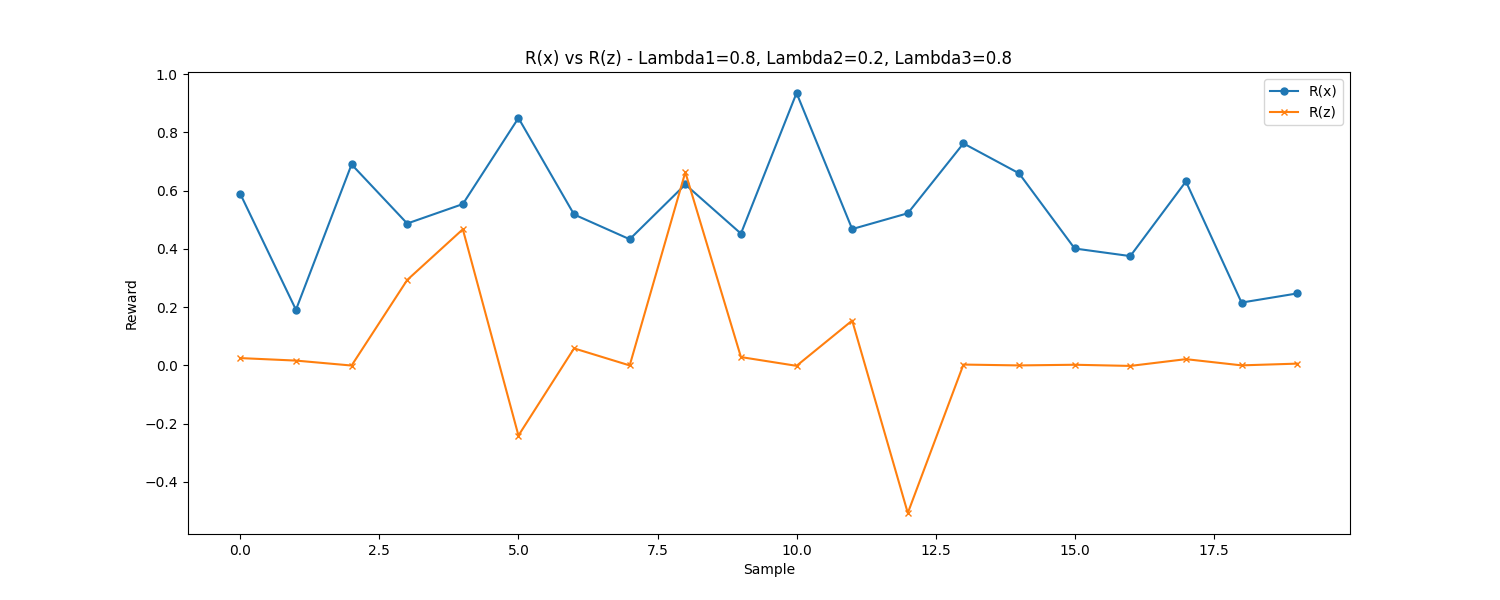 R(x) vs R(z) - Lambda1=0.8, Lambda2=0.2, Lambda3=0.8
R(x)
R(z)
Reward
1.0
0.8
0.6
0.4
0.2
0.0
−0.2
−0.4
0.0 2.5 5.0 7.5 10.0 12.5 15.0 17.5
Sample